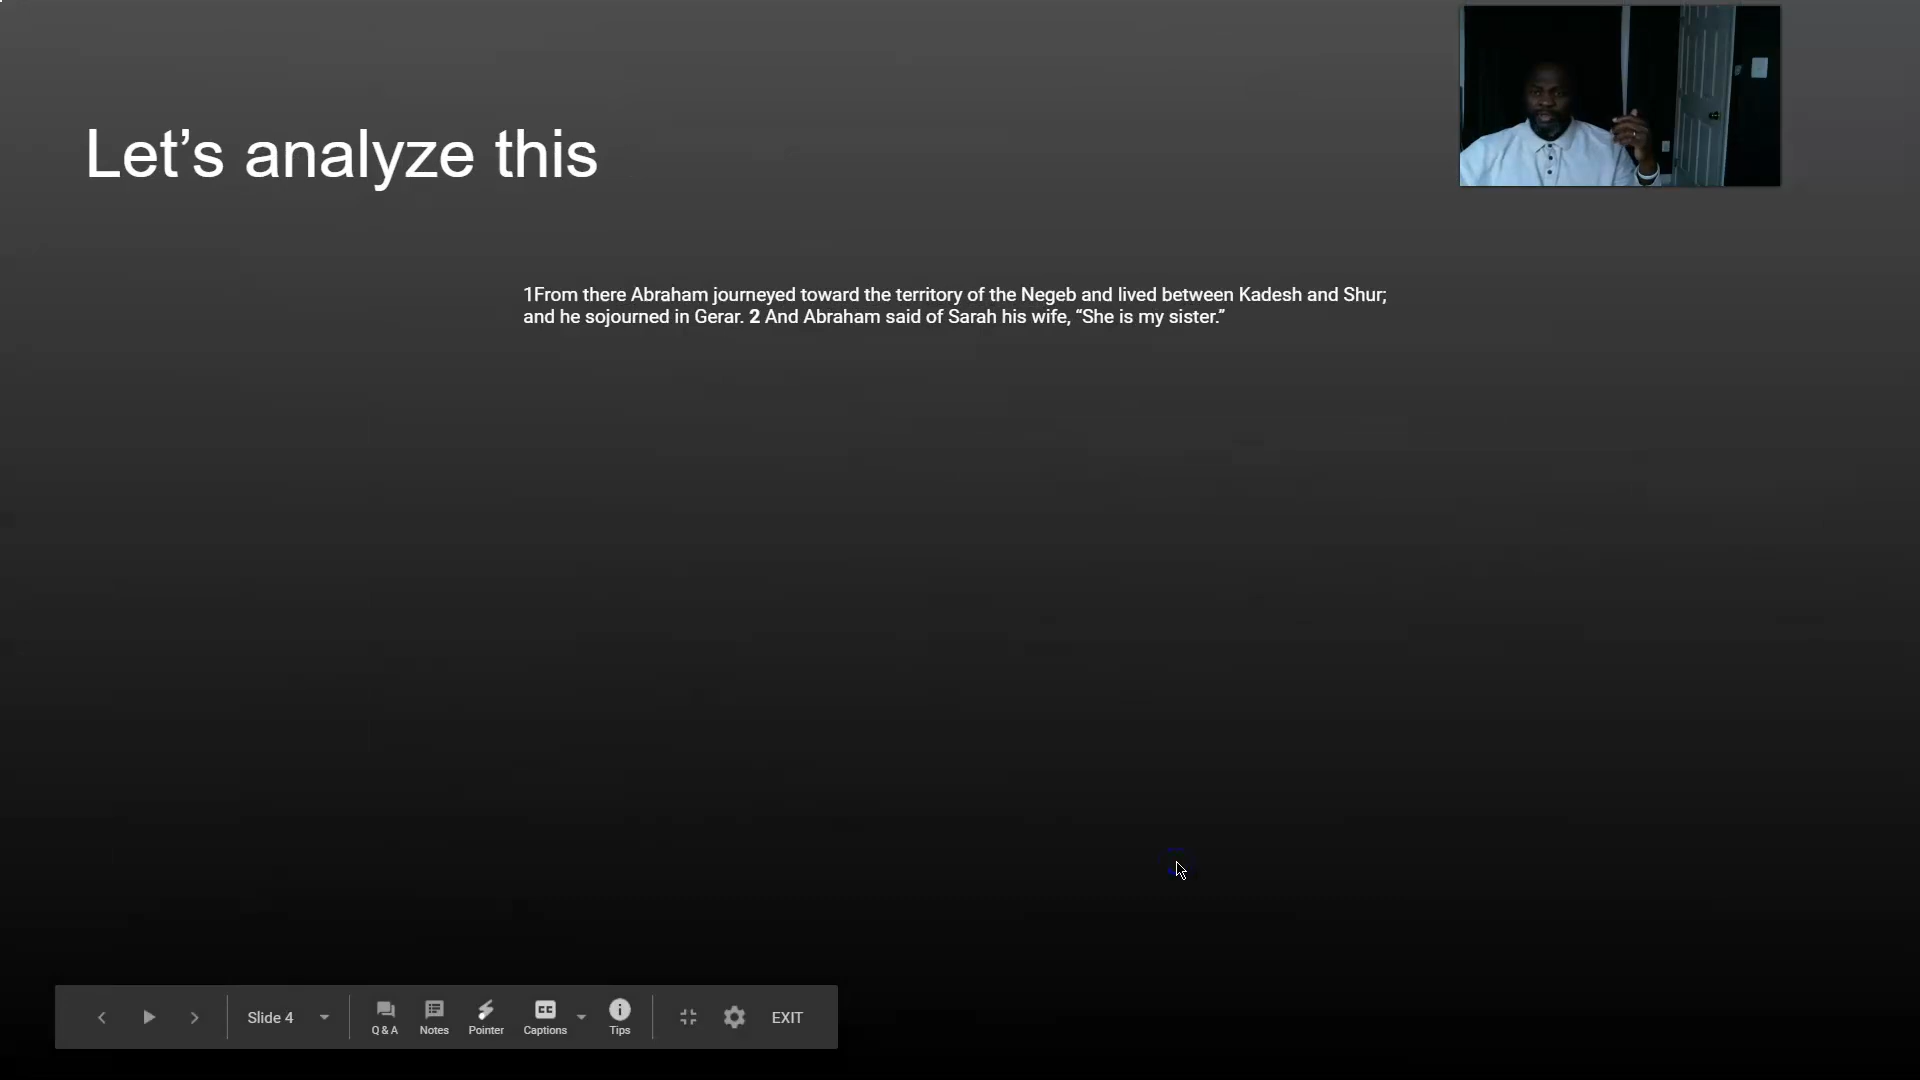 Let’s analyze this
1From there Abraham journeyed toward the territory of the Negeb and lived between Kadesh and Shur;
and he sojourned in Gerar. 2 And Abraham said of Sarah his wife, “She is my sister.”
Slide 4
Q & A
Notes
Pointer
CC
Captions
Tips
EXIT